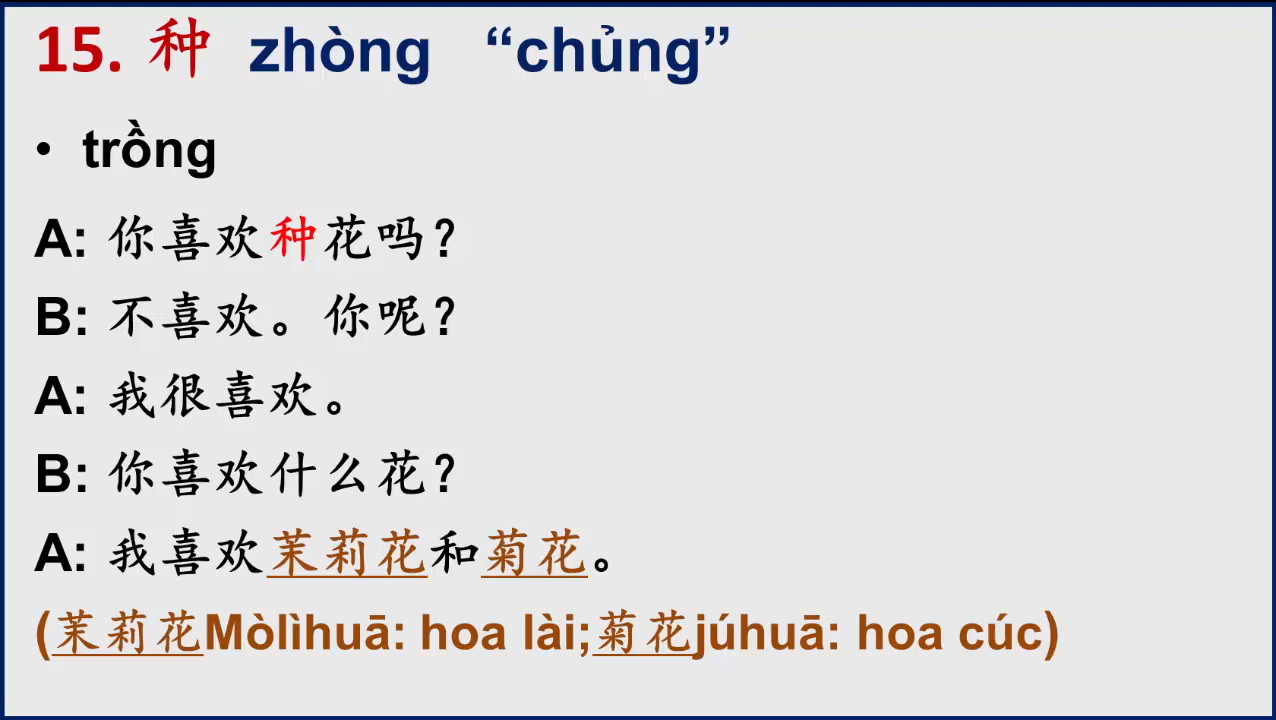 15. 种 zhòng “chủng”
• trồng
A: 你喜欢种花吗?
B: 不喜欢。你呢?
A: 我很喜欢。
B: 你喜欢什么花?
A: 我喜欢茉莉花和菊花。
(茉莉花Mòlìhuā: hoa lài;菊花júhuā: hoa cúc)